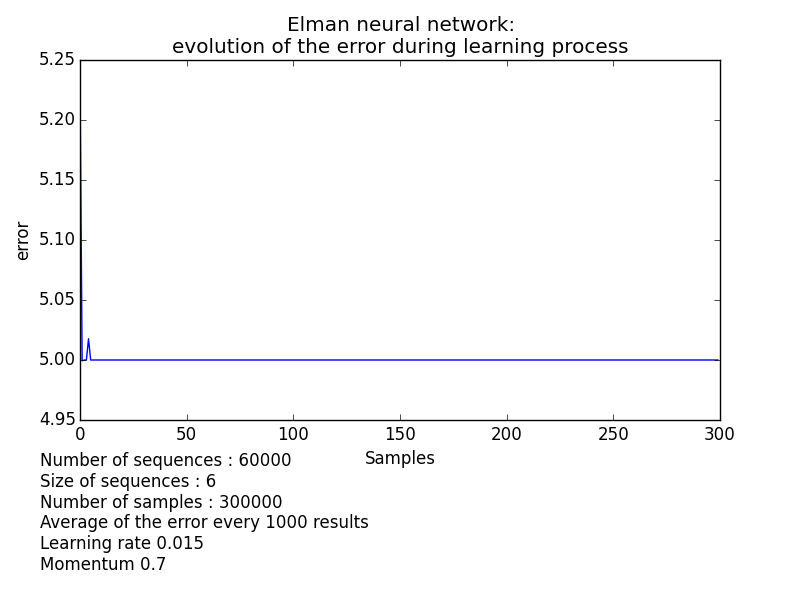 Elman neural network:
evolution of the error during learning process
error
5.25
5.20
5.15
5.10
5.05
5.00
4.95
0 50 100 150 200 250 300
Samples
Number of sequences : 60000
Size of sequences : 6
Number of samples : 300000
Average of the error every 1000 results
Learning rate 0.015
Momentum 0.7